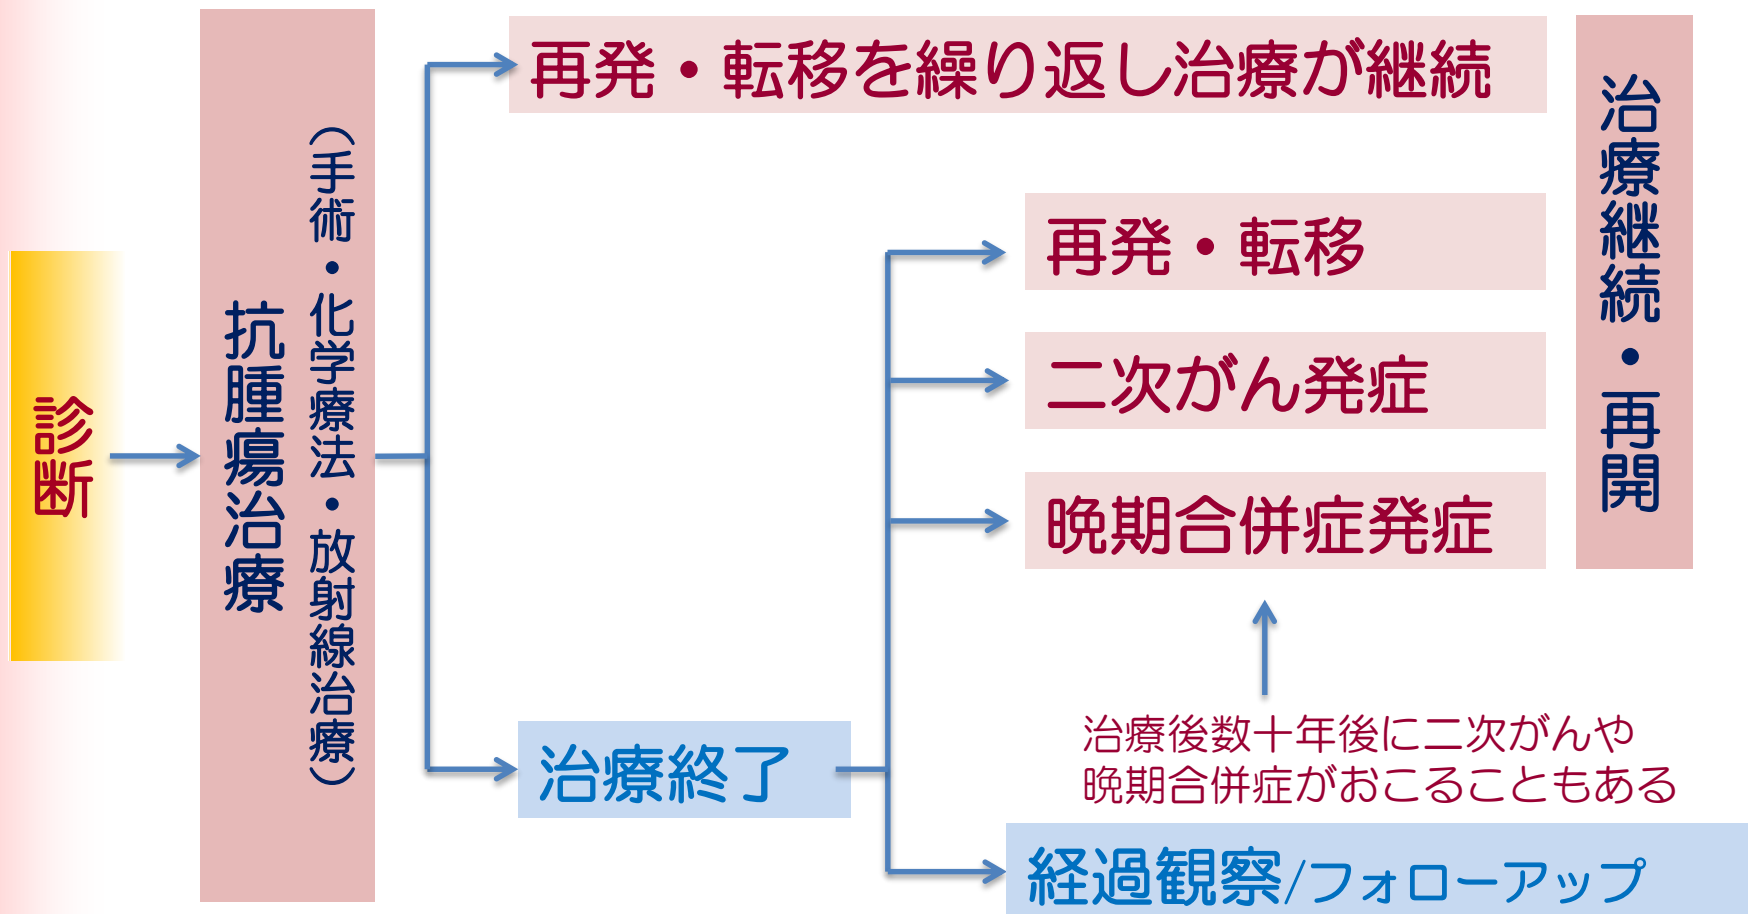 診断
抗腫瘍治療
（手術・化学療法・放射線治療）
再発・転移を繰り返し治療が継続
治療終了
再発・転移
二次がん発症
晩期合併症発症
治療後数十年後に二次がんや
晩期合併症がおこることもある
経過観察/フォローアップ
治療継続・再開